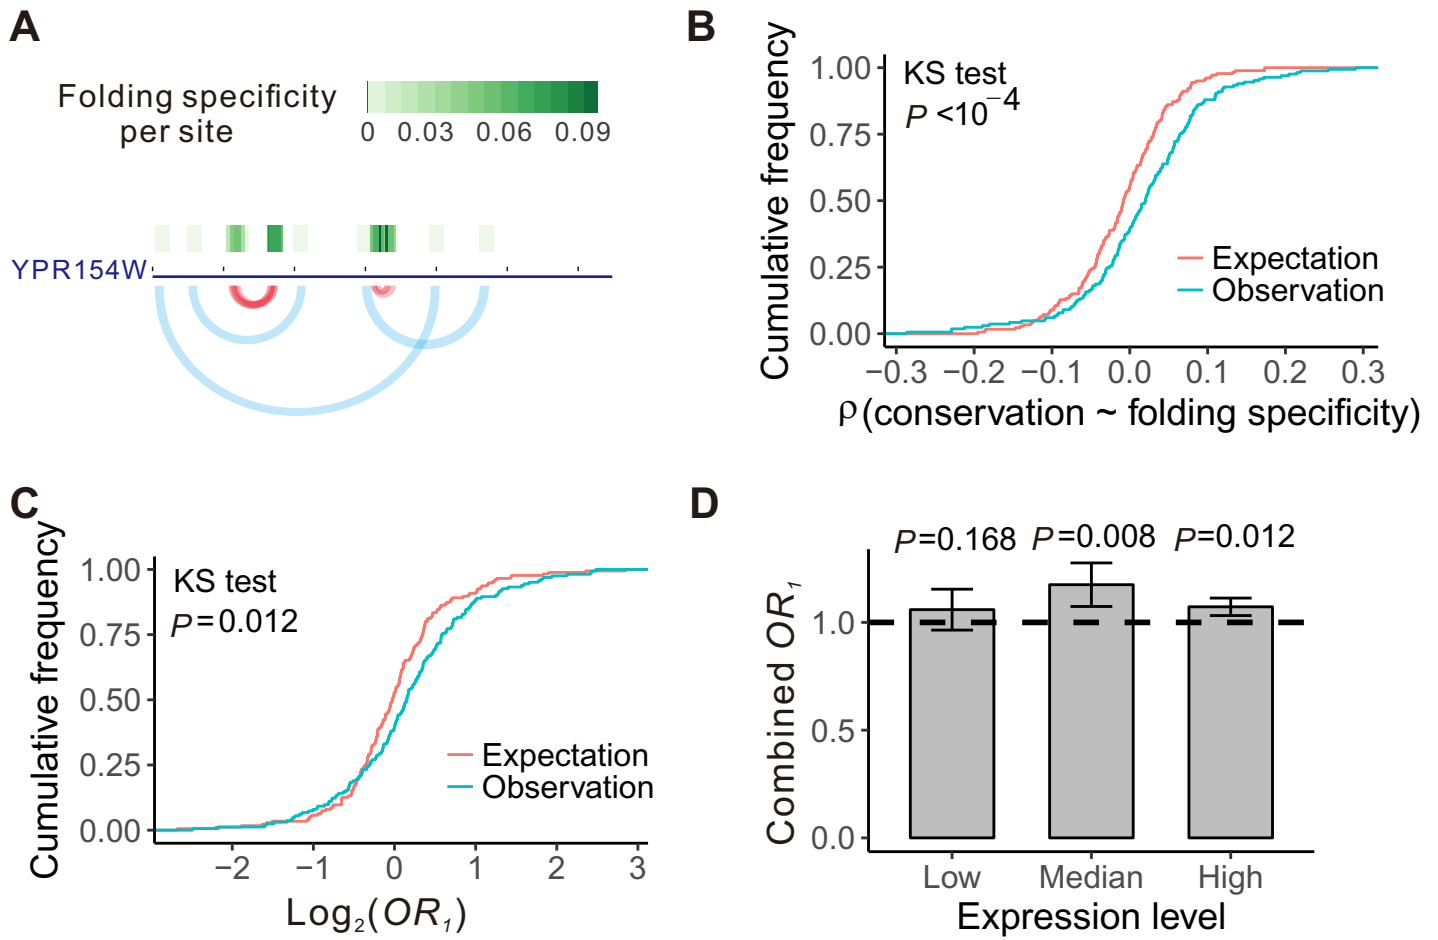 A
Folding specificity
per site
0 0.03 0.06 0.09
YPR154W
B
Cumulative frequency
1.00
0.75
0.50
0.25
0.00
KS test
P <10⁻⁴
Expectation
Observation
−0.3 −0.2 −0.1 0.0 0.1 0.2 0.3
ρ(conservation ~ folding specificity)
C
Cumulative frequency
1.00
0.75
0.50
0.25
0.00
KS test
P=0.012
Expectation
Observation
−2 −1 0 1 2 3
Log₂(OR₁)
D
P=0.168 P=0.008 P=0.012
Combined OR₁
1.0
0.5
0.0
Low Median High
Expression level